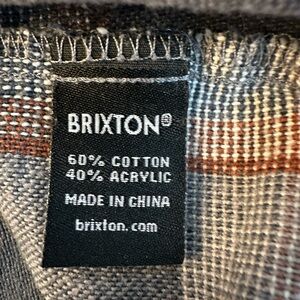 BRIXTON®
60% COTTON
40% ACRYLIC
MADE IN CHINA
brixton.com